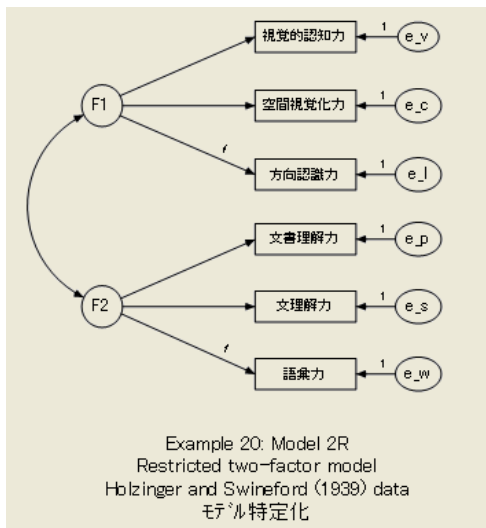 視覚的認知力
1
e_v
F1
空間視覚化力
1
e_c
方向認識力
1
e_l
文書理解力
1
e_p
F2
文理解力
1
e_s
語彙力
1
e_w
Example 20: Model 2R
Restricted two-factor model
Holzinger and Swineford (1939) data
モデル特定化